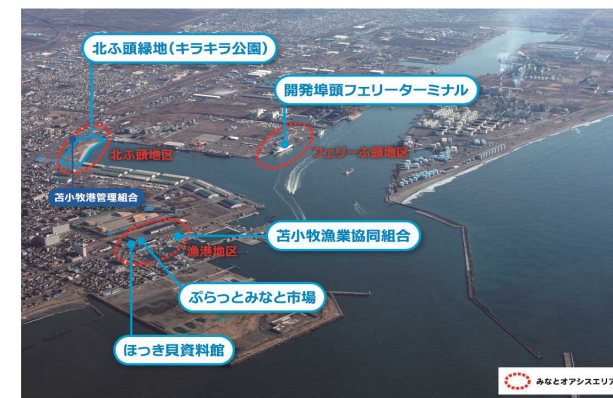 北ふ頭緑地(キラキラ公園)
開発埠頭フェリーターミナル
北ふ頭地区
フェリーふ頭地区
苫小牧港管理組合
苫小牧漁業協同組合
漁港地区
ぷらっとみなと市場
ほっき貝資料館
みなとオアシスエリア